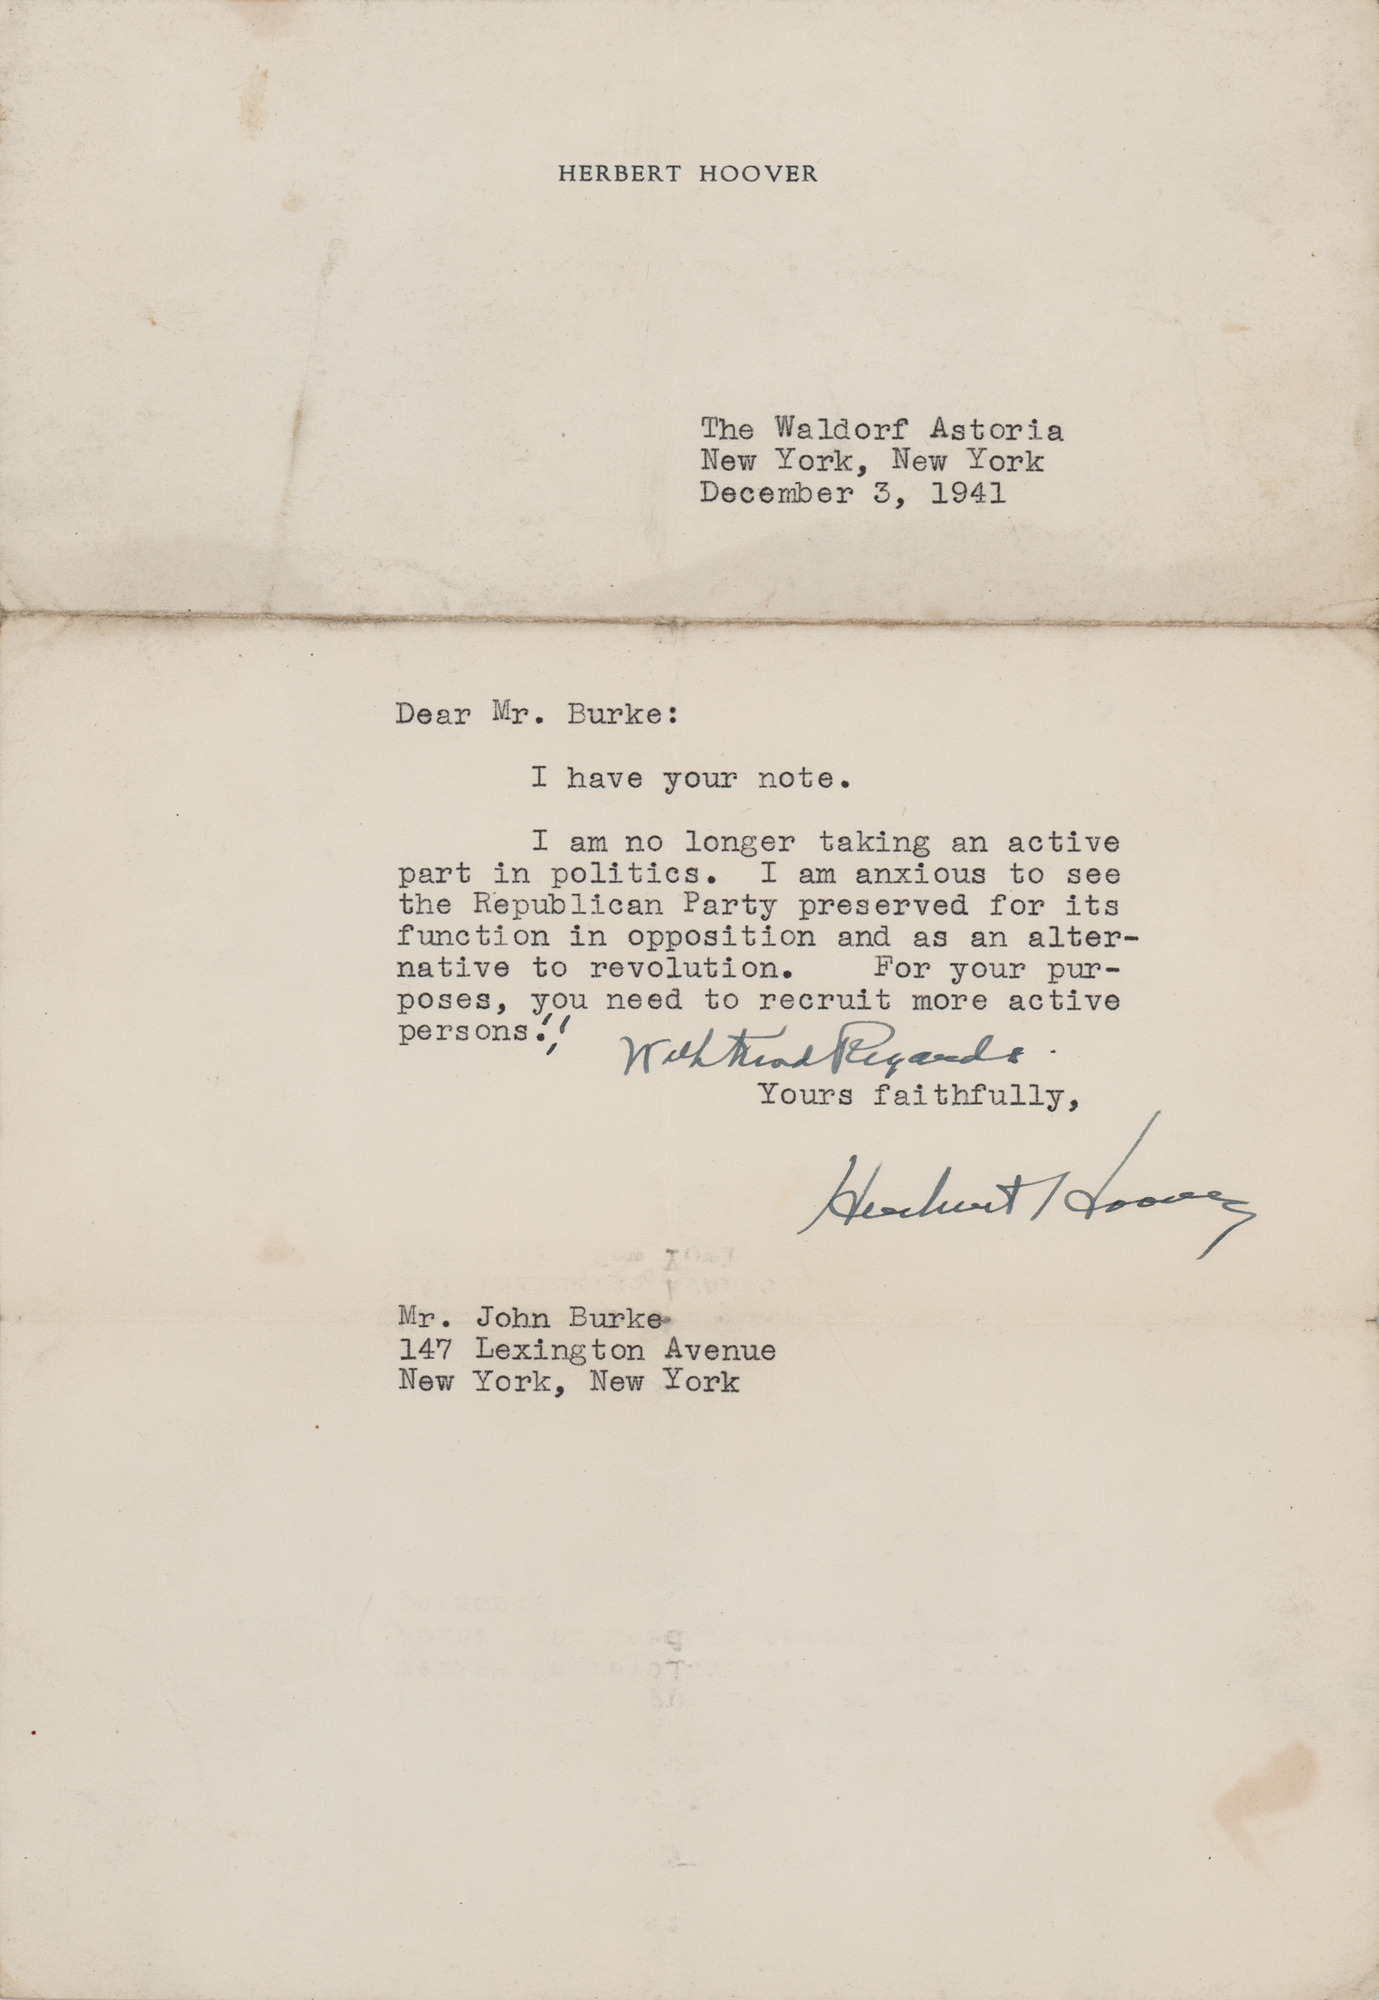 HERBERT HOOVER
The Waldorf Astoria
New York, New York
December 3, 1941
Dear Mr. Burke:
I have your note.
I am no longer taking an active
part in politics. I am anxious to see
the Republican Party preserved for its
function in opposition and as an alter-
native to revolution. For your pur-
poses, you need to recruit more active
persons.!!
With Kind Regards.
Yours faithfully,
Herbert Hoover
Mr. John Burke
147 Lexington Avenue
New York, New York